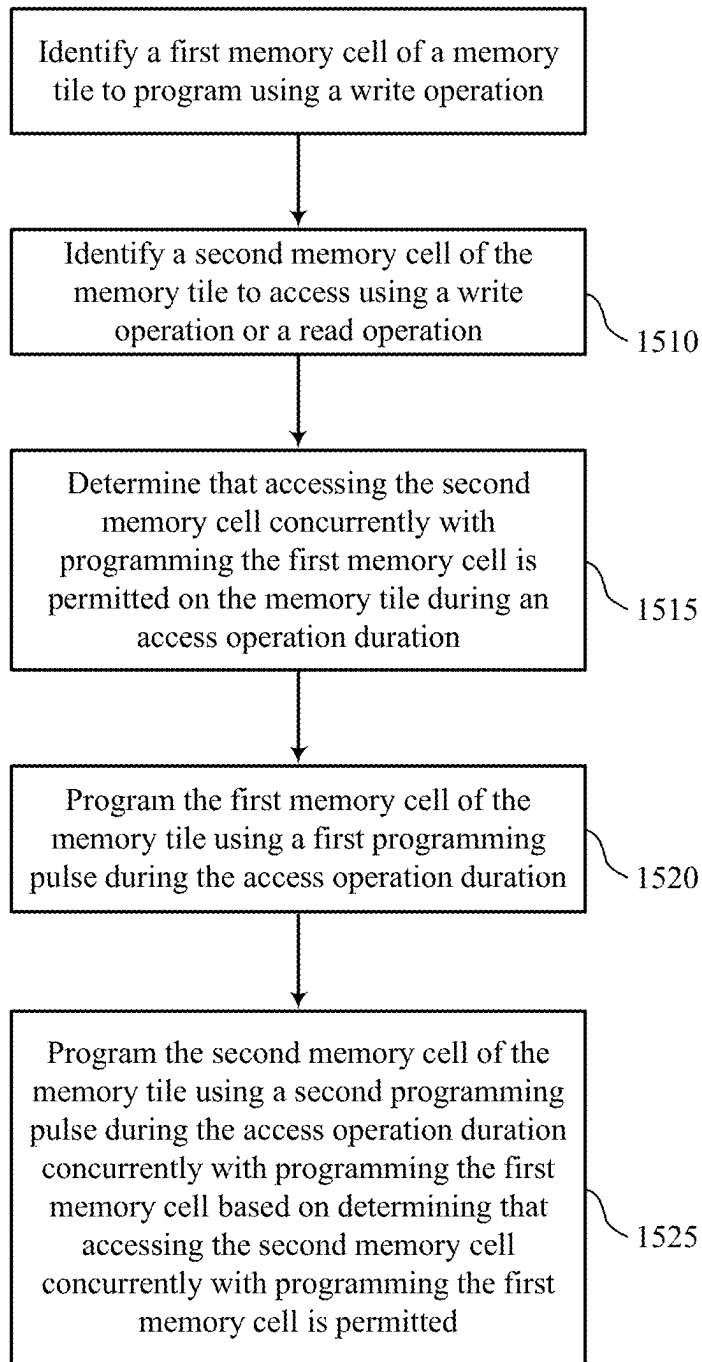 Identify a first memory cell of a memory
tile to program using a write operation
Identify a second memory cell of the
memory tile to access using a write
operation or a read operation
1510
Determine that accessing the second
memory cell concurrently with
programming the first memory cell is
permitted on the memory tile during an
access operation duration
1515
Program the first memory cell of the
memory tile using a first programming
pulse during the access operation duration
1520
Program the second memory cell of the
memory tile using a second programming
pulse during the access operation duration
concurrently with programming the first
memory cell based on determining that
accessing the second memory cell
concurrently with programming the first
memory cell is permitted
1525